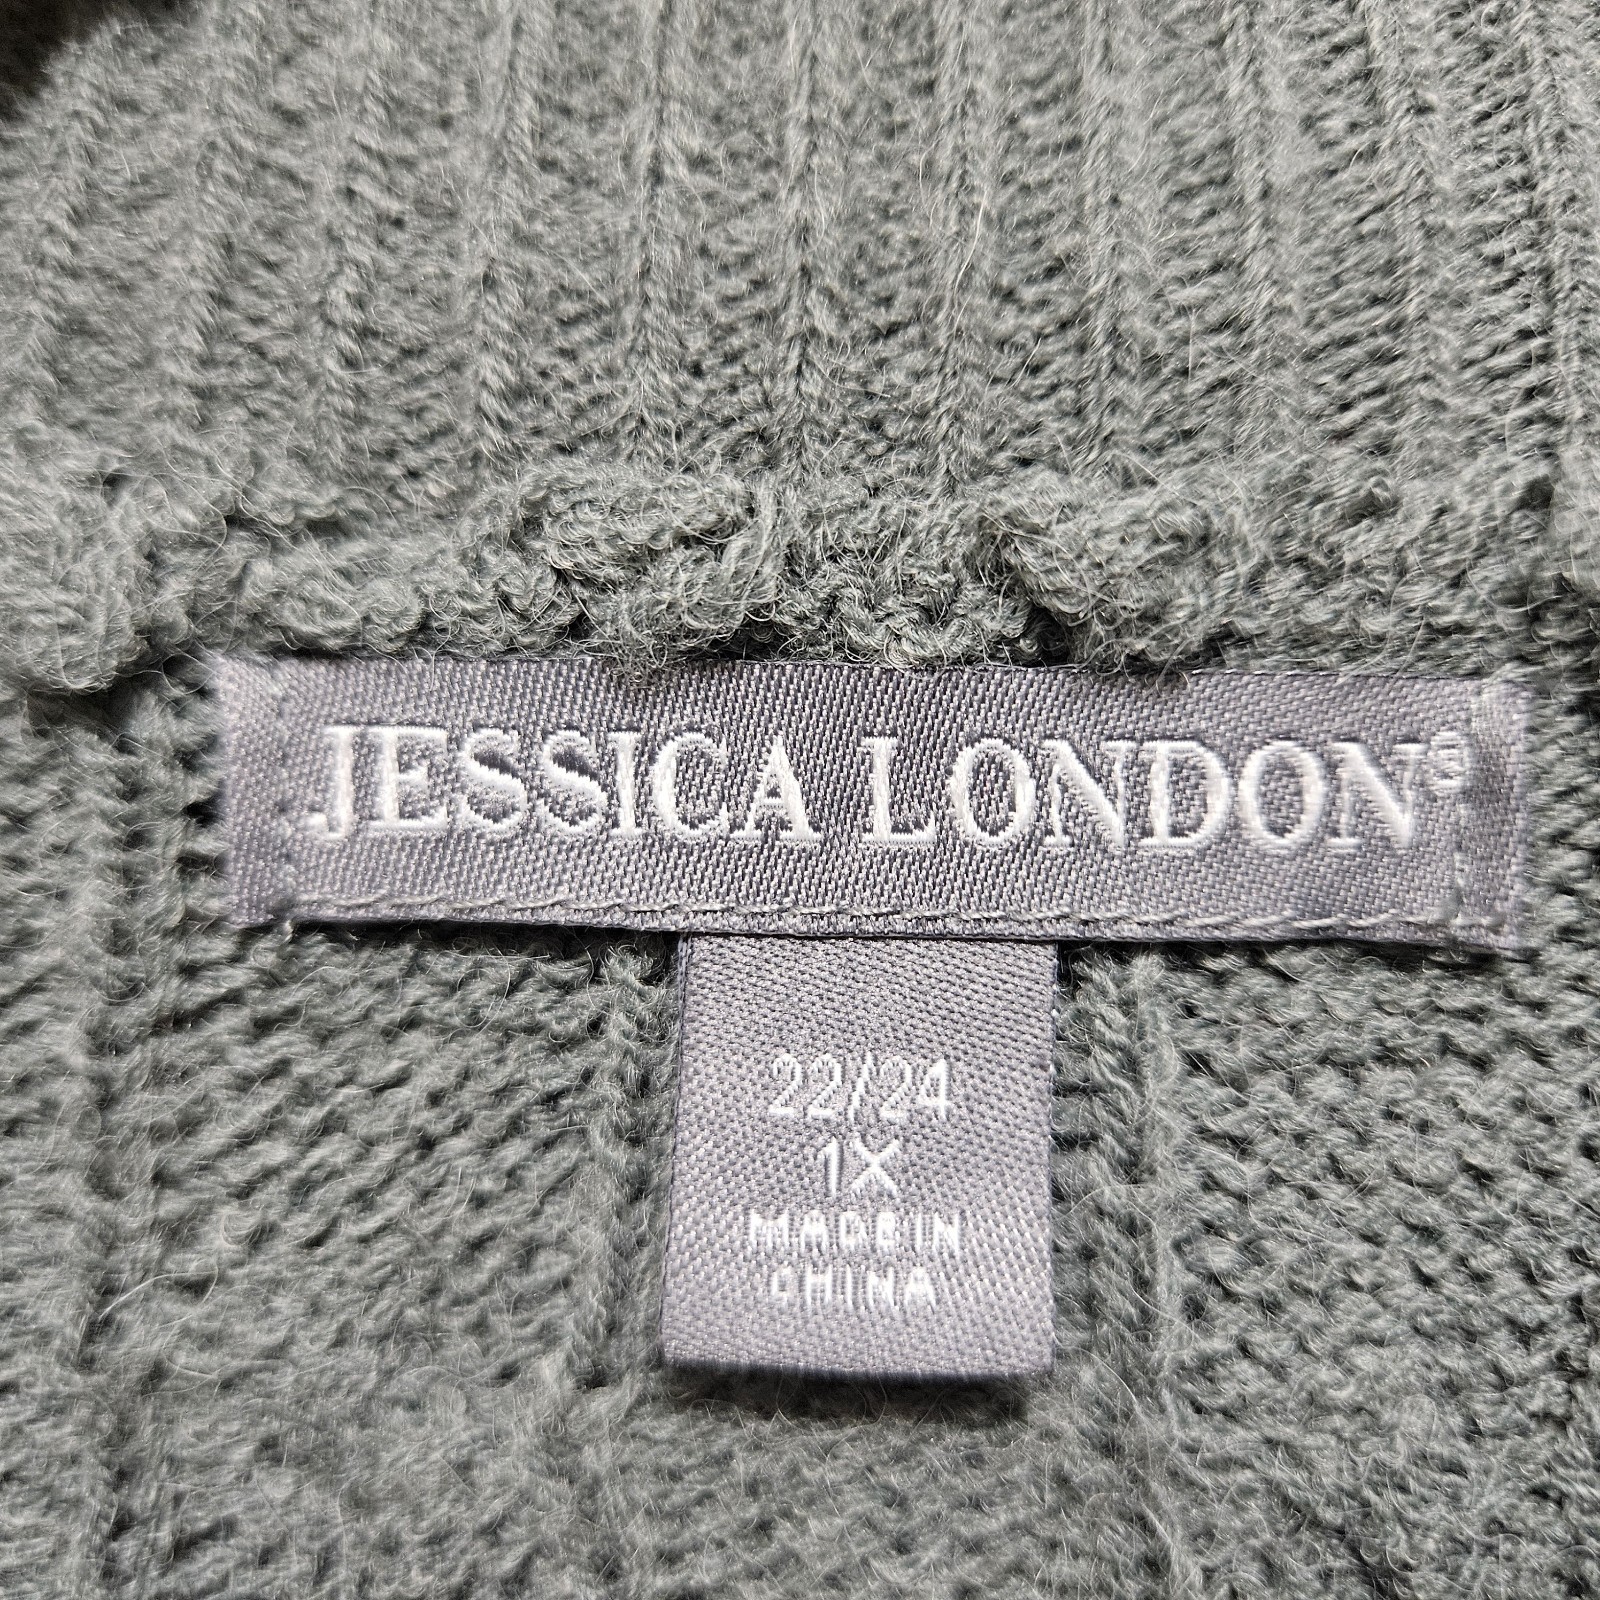 JESSICA LONDON®
22/24
1X
MADE IN
CHINA